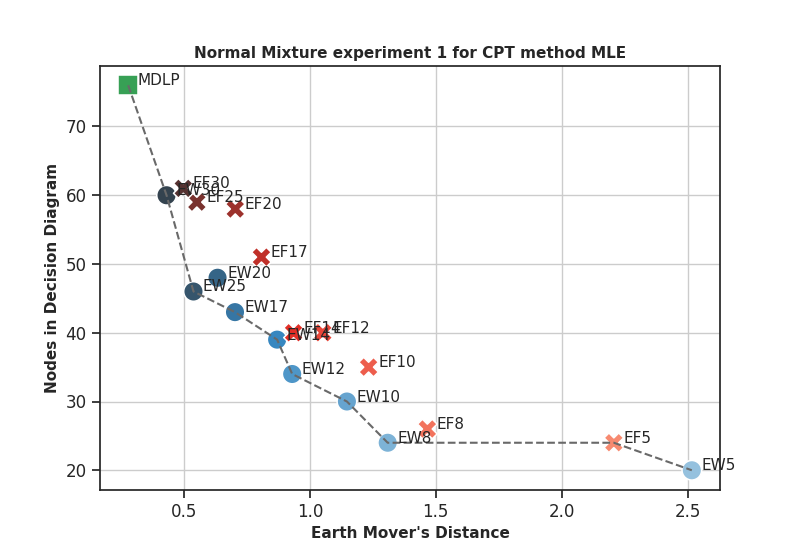 Normal Mixture experiment 1 for CPT method MLE
MDLP
70
EF30
EW30
60
EF25
EF20
EF17
50
EW20
EW25
EW17
40
EF14
EF12
EW14
EF10
EW12
30
EW10
EF8
EW8
EF5
EW5
20
Nodes in Decision Diagram
0.5 1.0 1.5 2.0 2.5
Earth Mover's Distance